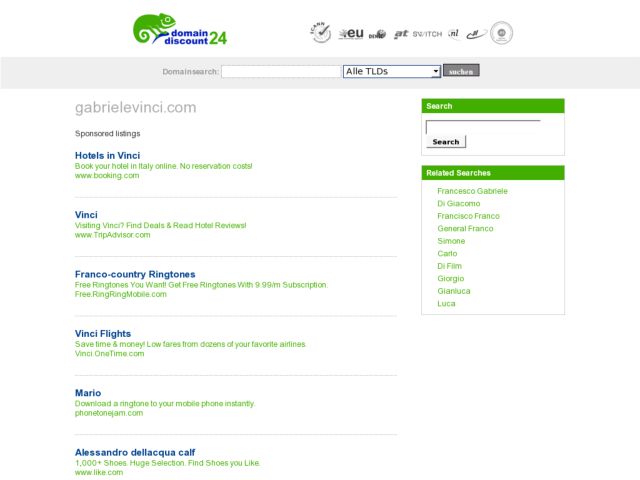 domain
discount24
ICANN .eu DENIC at SWITCH .nl .it
Domainsearch: Alle TLDs suchen
gabrielevinci.com
Sponsored listings
Hotels in Vinci
Book your hotel in Italy online. No reservation costs!
www.booking.com
Vinci
Visiting Vinci? Find Deals & Read Hotel Reviews!
www.TripAdvisor.com
Franco-country Ringtones
Free Ringtones You Want! Get Free Ringtones With 9.99/m Subscription.
Free.RingRingMobile.com
Vinci Flights
Save time & money! Low fares from dozens of your favorite airlines.
Vinci.OneTime.com
Mario
Download a ringtone to your mobile phone instantly.
phonetonejam.com
Alessandro dellacqua calf
1,000+ Shoes. Huge Selection. Find Shoes you Like.
www.like.com
Search
Search
Related Searches
Francesco Gabriele
Di Giacomo
Francisco Franco
General Franco
Simone
Carlo
Di Film
Giorgio
Gianluca
Luca